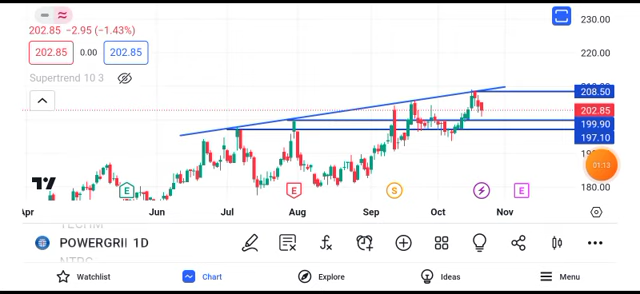 202.85 −2.95 (−1.43%)
202.85 0.00 202.85
Supertrend 10 3
230.00
220.00
208.50
202.85
199.90
197.10
01:13
180.00
E E S E
Apr Jun Jul Aug Sep Oct Nov
POWERGRI1 1D
Watchlist Chart Explore Ideas Menu